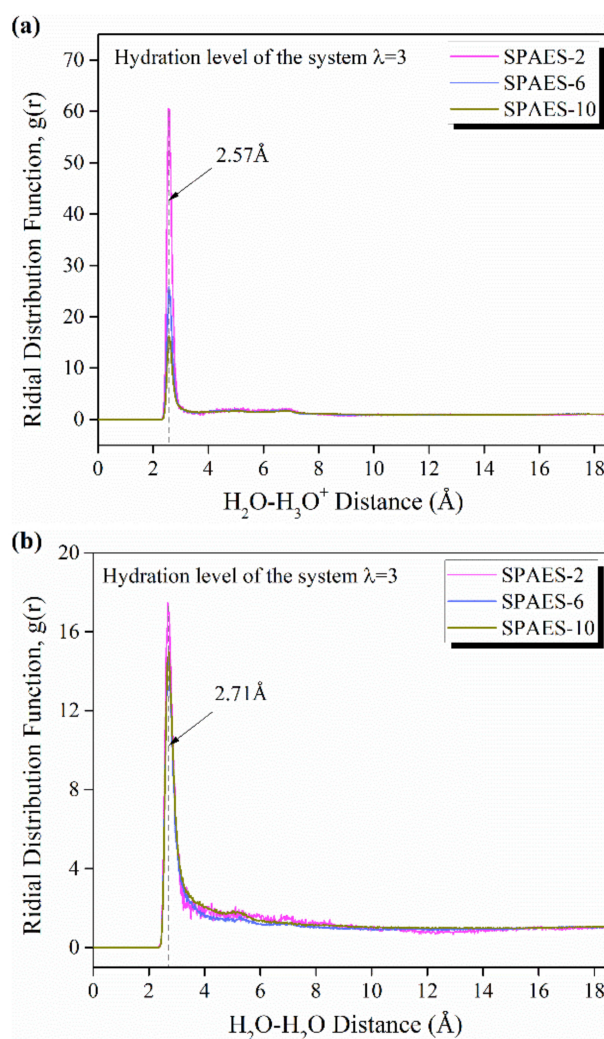 (a)
Hydration level of the system λ=3
SPAES-2
SPAES-6
SPAES-10
2.57Å
70
60
50
40
30
20
10
0
Ridial Distribution Function, g(r)
0 2 4 6 8 10 12 14 16 18
H₂O-H₃O⁺ Distance (Å)
(b)
Hydration level of the system λ=3
SPAES-2
SPAES-6
SPAES-10
2.71Å
20
16
12
8
4
0
Ridial Distribution Function, g(r)
0 2 4 6 8 10 12 14 16 18
H₂O-H₂O Distance (Å)